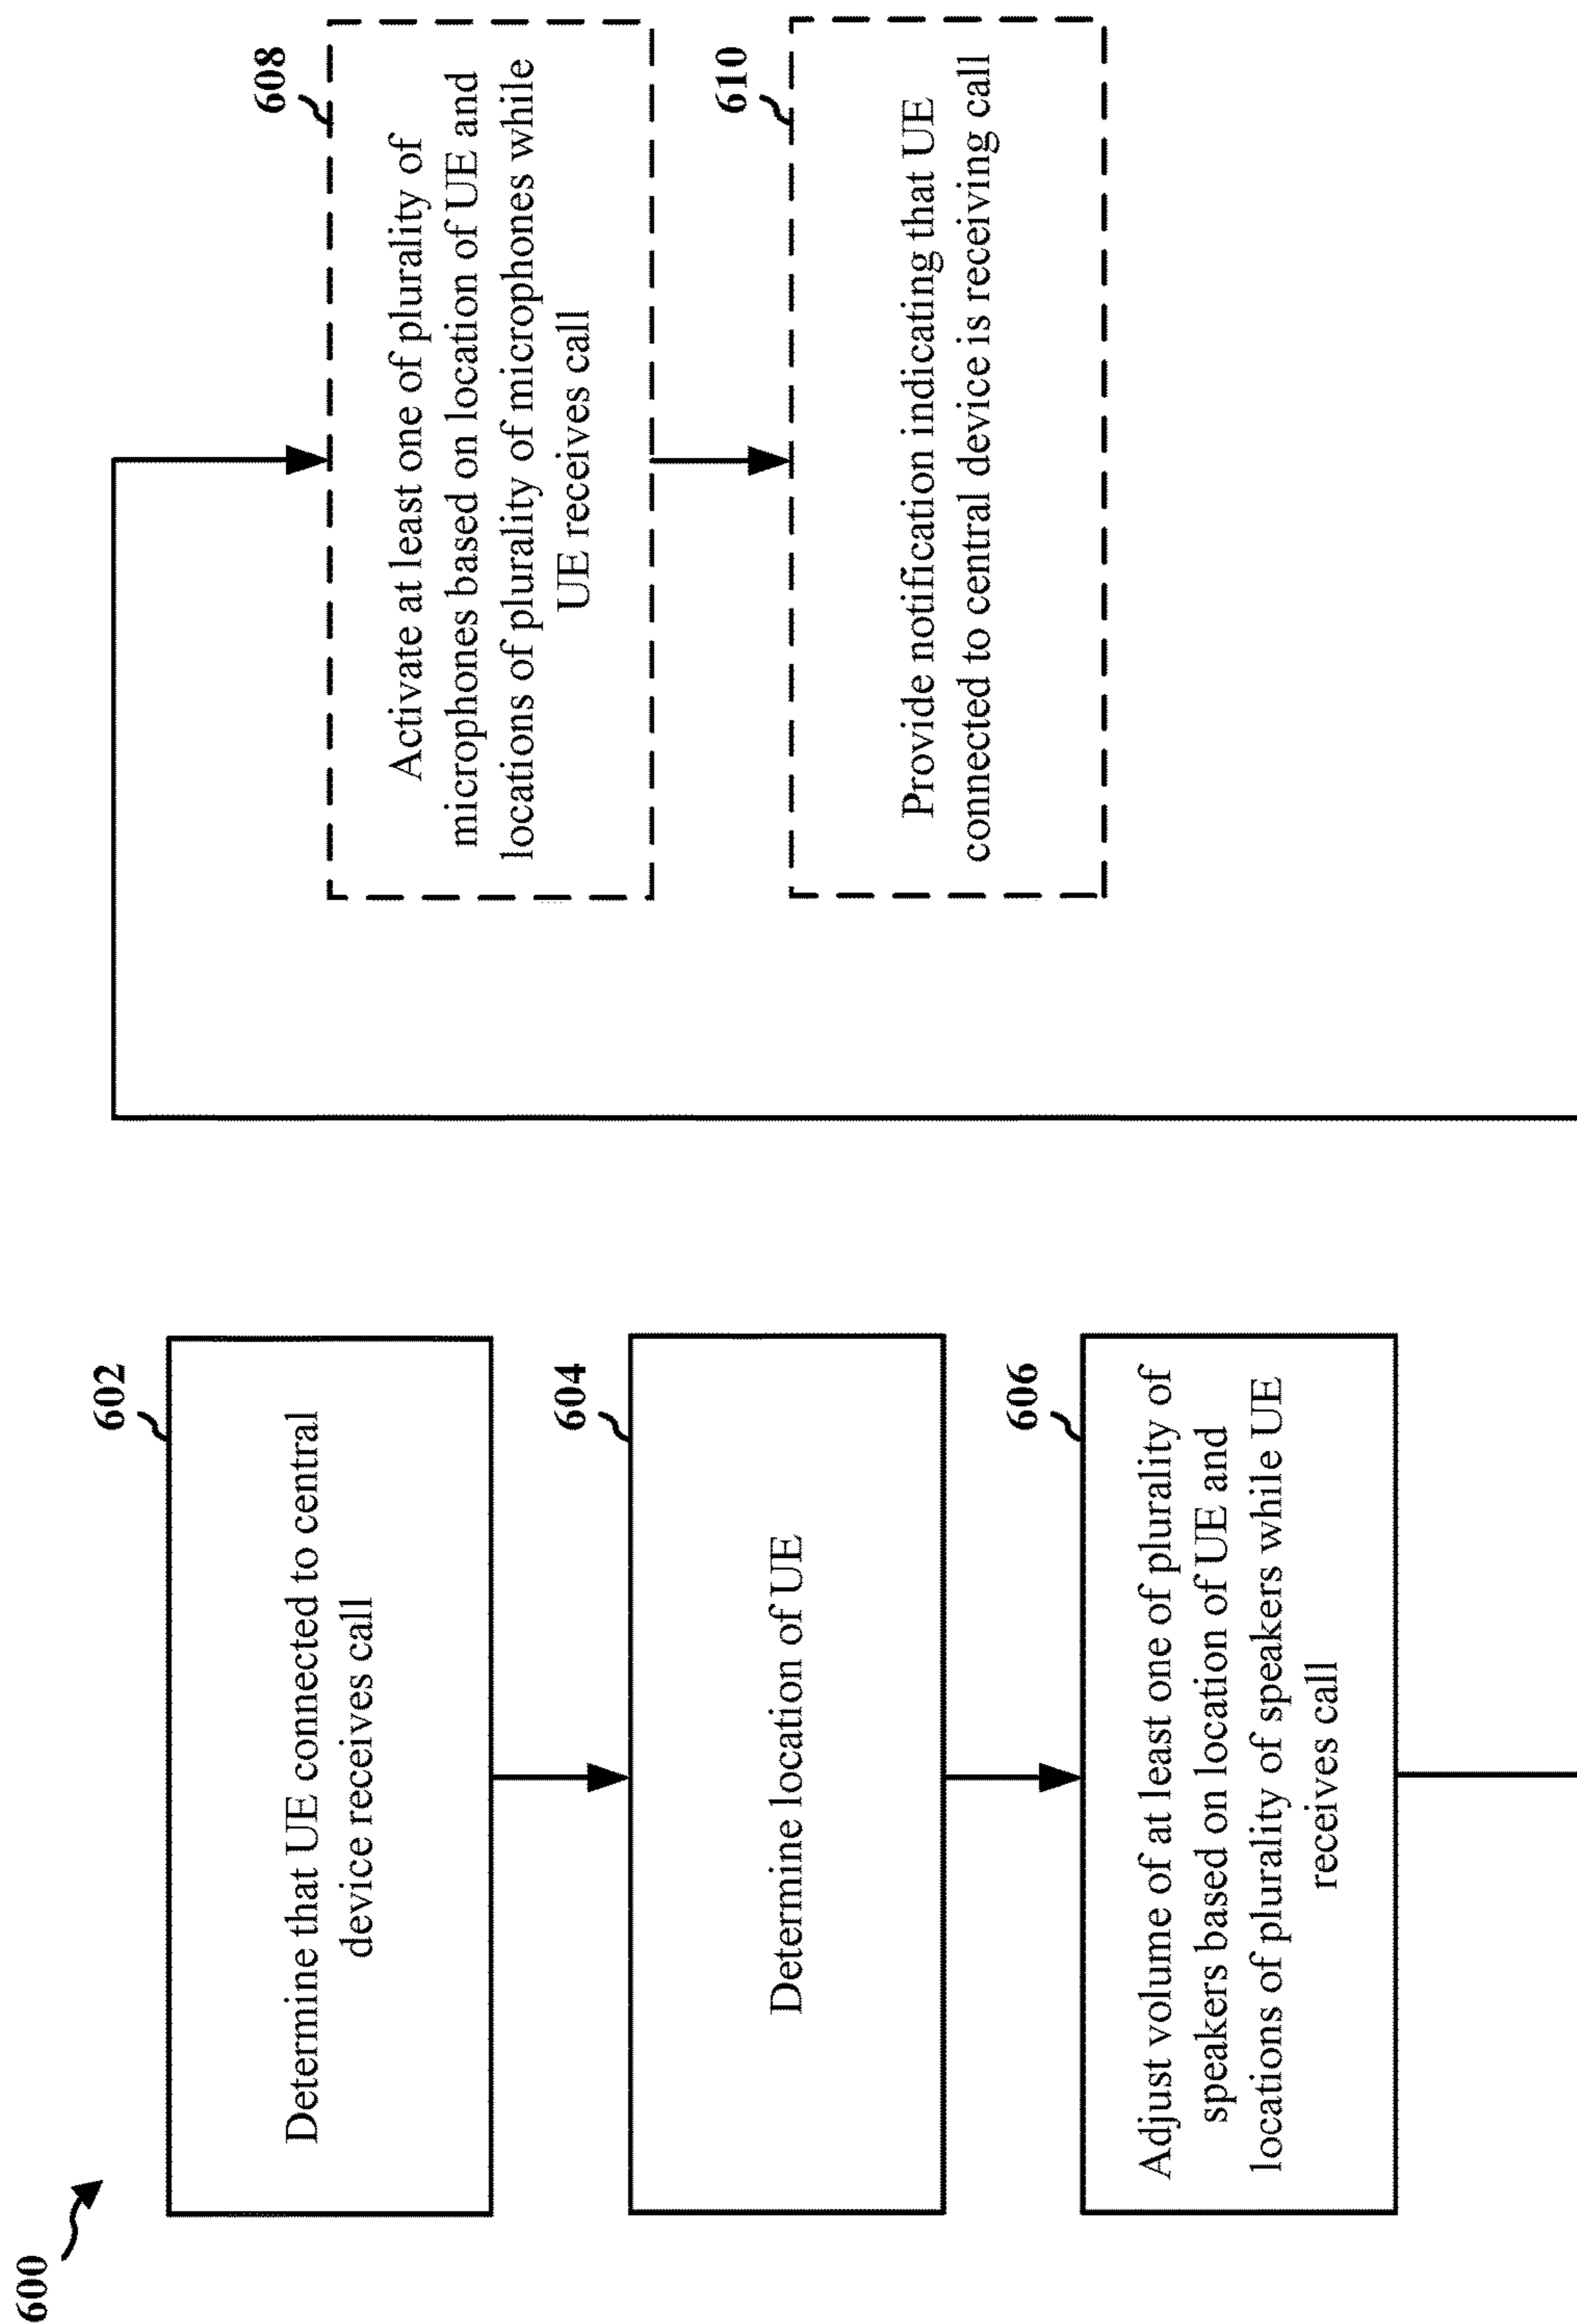 600
602
Determine that UE connected to central
device receives call
604
Determine location of UE
606
Adjust volume of at least one of plurality of
speakers based on location of UE and
locations of plurality of speakers while UE
receives call
608
Activate at least one of plurality of
microphones based on location of UE and
locations of plurality of microphones while
UE receives call
610
Provide notification indicating that UE
connected to central device is receiving call